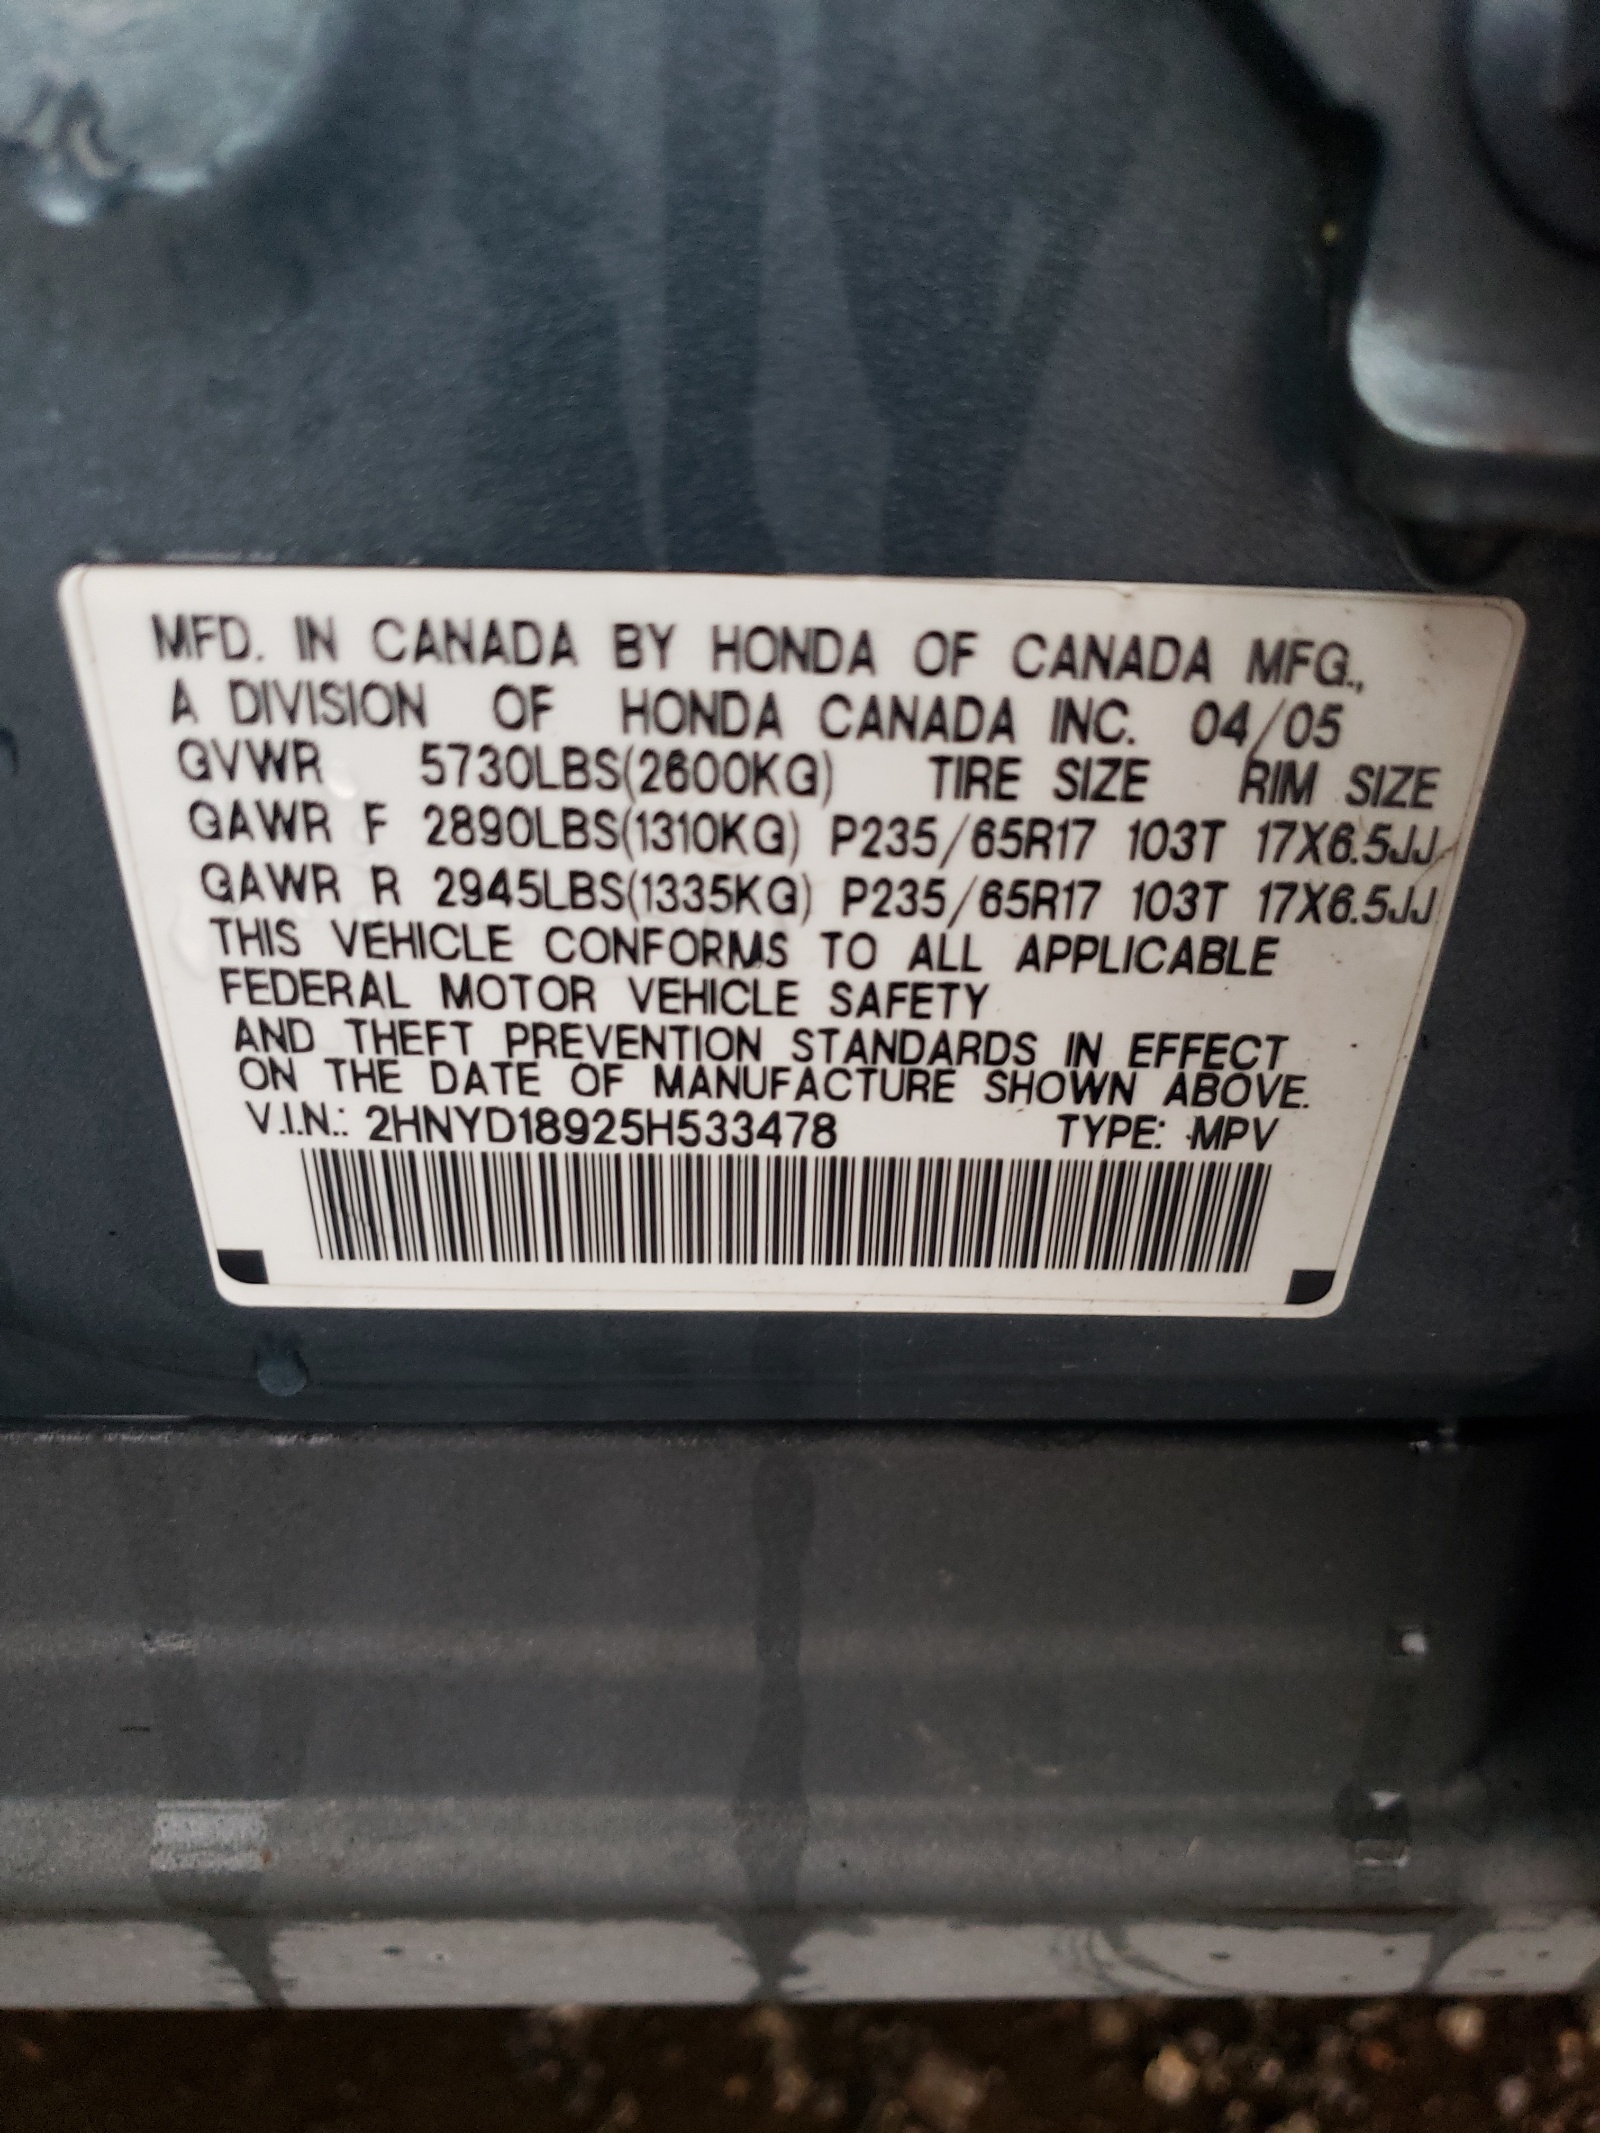 MFD. IN CANADA BY HONDA OF CANADA MFG.,
A DIVISION OF HONDA CANADA INC. 04/05
GVWR 5730LBS(2600KG) TIRE SIZE RIM SIZE
GAWR F 2890LBS(1310KG) P235/65R17 103T 17X6.5JJ
GAWR R 2945LBS(1335KG) P235/65R17 103T 17X6.5JJ
THIS VEHICLE CONFORMS TO ALL APPLICABLE
FEDERAL MOTOR VEHICLE SAFETY
AND THEFT PREVENTION STANDARDS IN EFFECT
ON THE DATE OF MANUFACTURE SHOWN ABOVE.
V.I.N.: 2HNYD18925H533478 TYPE: MPV